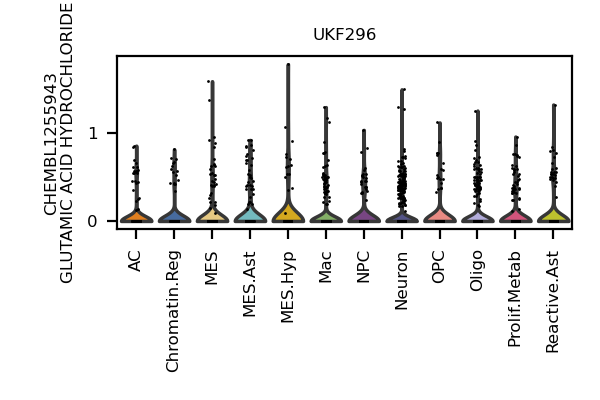 UKF296
CHEMBL1255943
GLUTAMIC ACID HYDROCHLORIDE
1
0
AC
Chromatin.Reg
MES
MES.Ast
MES.Hyp
Mac
NPC
Neuron
OPC
Oligo
Prolif.Metab
Reactive.Ast